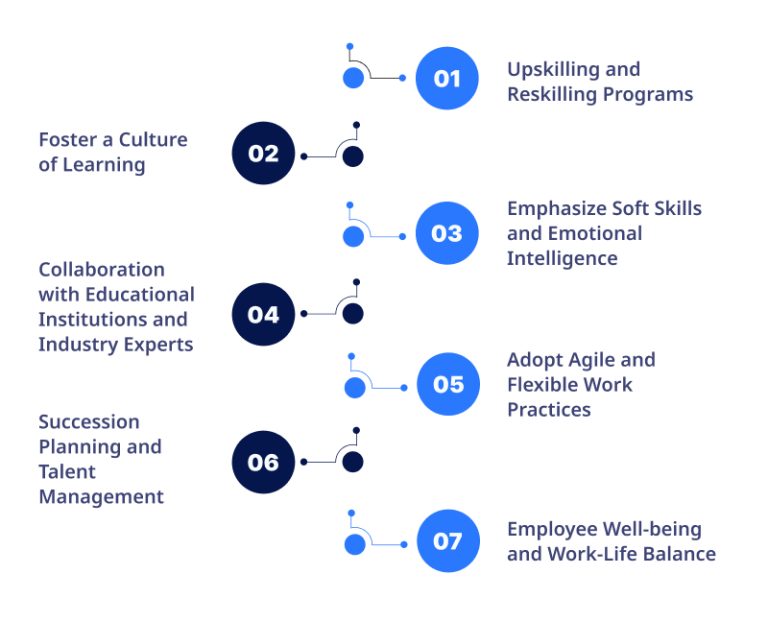 01
Upskilling and
Reskilling Programs
02
Foster a Culture
of Learning
03
Emphasize Soft Skills
and Emotional
Intelligence
04
Collaboration
with Educational
Institutions and
Industry Experts
05
Adopt Agile and
Flexible Work
Practices
06
Succession
Planning and
Talent
Management
07
Employee Well-being
and Work-Life Balance